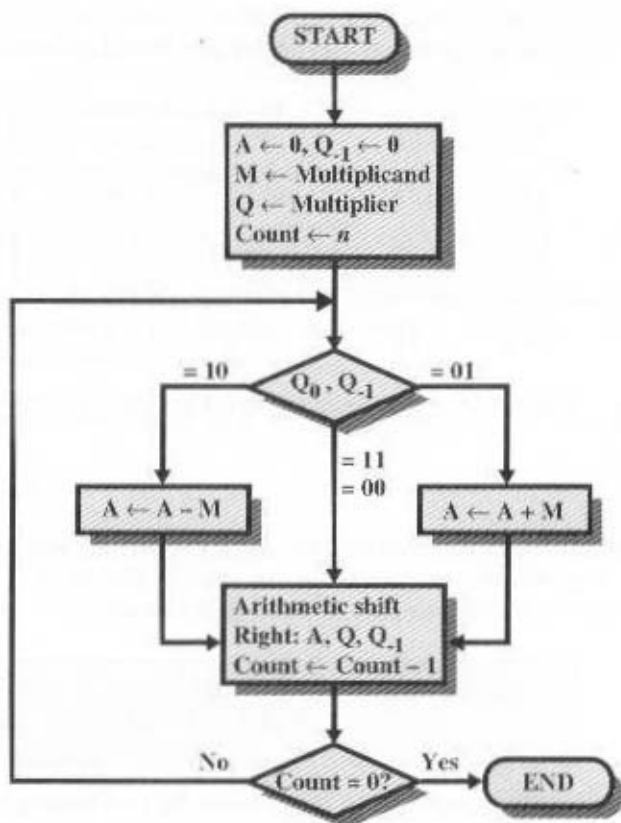 START
A ← 0, Q₋₁ ← 0
M ← Multiplicand
Q ← Multiplier
Count ← n
= 10
Q₀ , Q₋₁
= 01
= 11
= 00
A ← A – M
A ← A + M
Arithmetic shift
Right: A, Q, Q₋₁
Count ← Count – 1
No
Count = 0?
Yes
END